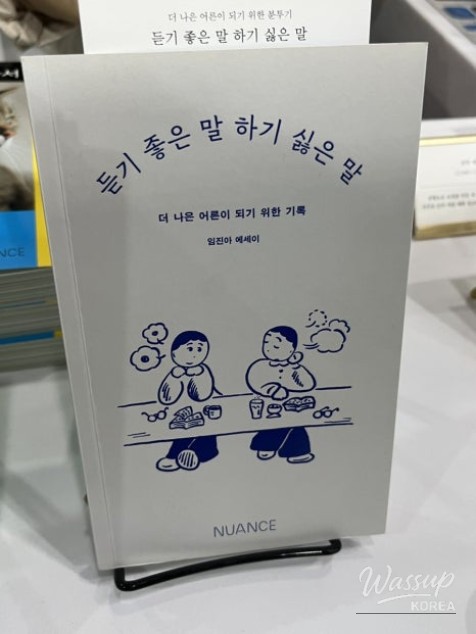 더 나은 어른이 되기 위한 분투기
듣기 좋은 말 하기 싫은 말
듣기 좋은 말 하기 싫은 말
더 나은 어른이 되기 위한 기록
임진아 에세이
NUANCE
NCE
Wassup
KOREA